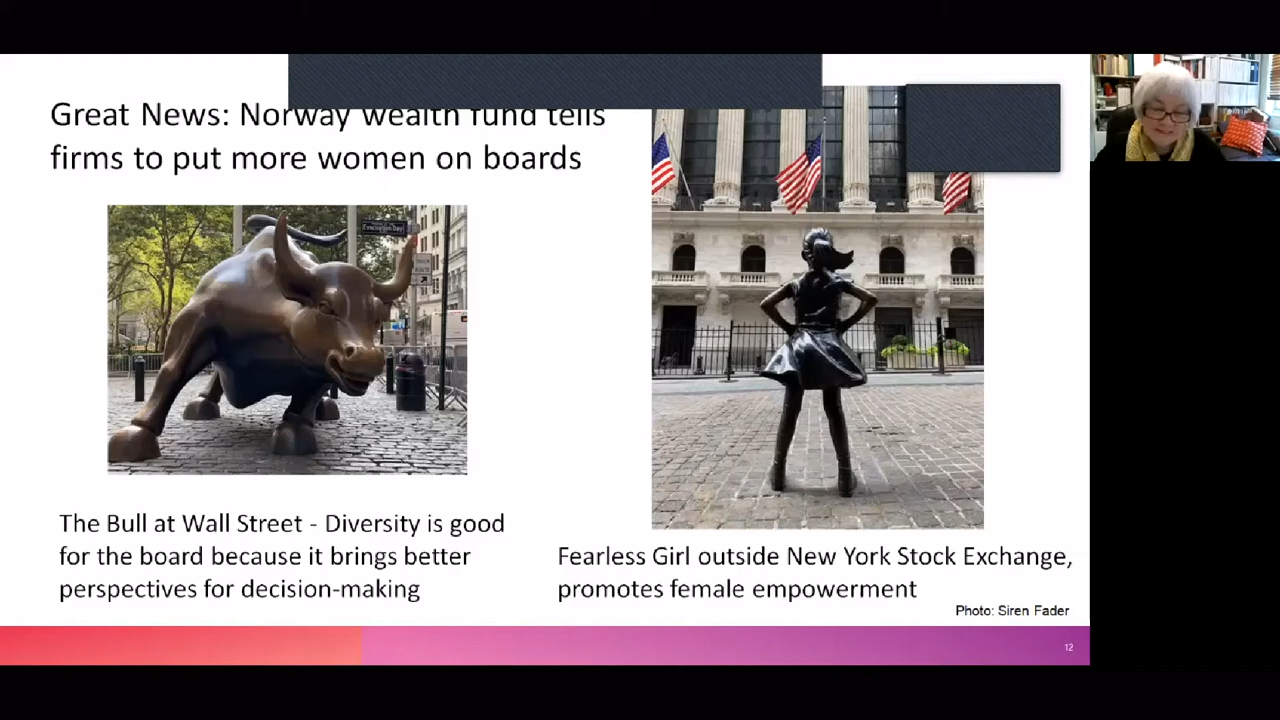 Great News: Norway wealth fund tells
firms to put more women on boards
Evacuation Day
The Bull at Wall Street - Diversity is good
for the board because it brings better
perspectives for decision-making
Fearless Girl outside New York Stock Exchange,
promotes female empowerment
Photo: Siren Fader
12